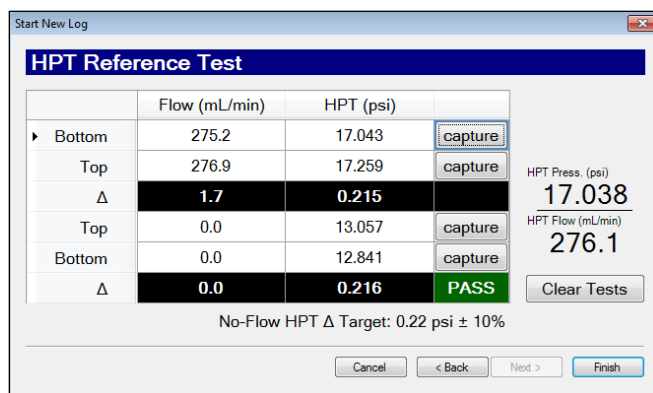 Start New Log
HPT Reference Test
Flow (mL/min) HPT (psi)
Bottom 275.2 17.043 capture
Top 276.9 17.259 capture
Δ 1.7 0.215
Top 0.0 13.057 capture
Bottom 0.0 12.841 capture
Δ 0.0 0.216 PASS
HPT Press. (psi)
17.038
HPT Flow (mL/min)
276.1
Clear Tests
No-Flow HPT Δ Target: 0.22 psi ± 10%
Cancel < Back Next > Finish